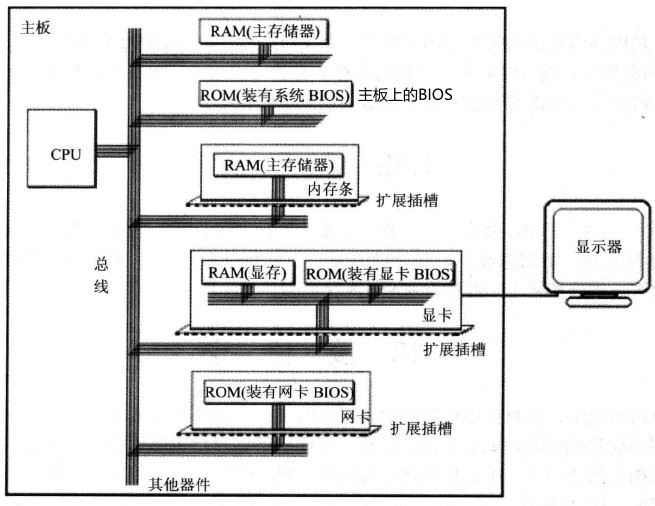 主板
RAM(主存储器)
ROM(装有系统 BIOS) 主板上的BIOS
CPU
RAM(主存储器)
内存条
扩展插槽
总线
RAM(显存)
ROM(装有显卡 BIOS)
显卡
扩展插槽
显示器
ROM(装有网卡 BIOS)
网卡
扩展插槽
其他器件